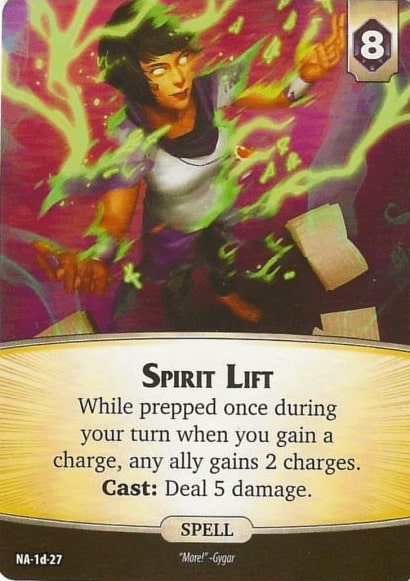 8
Spirit Lift
While prepped once during
your turn when you gain a
charge, any ally gains 2 charges.
Cast: Deal 5 damage.
SPELL
NA-1d-27
"More!" -Gygar